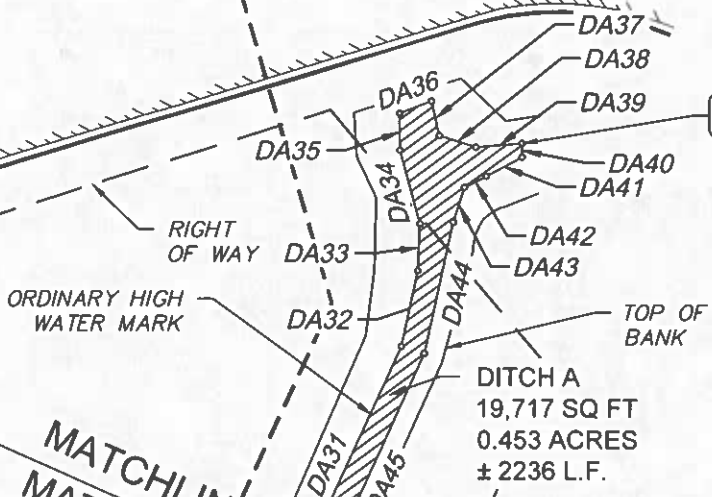 DA37
DA38
DA36
DA39
DA35
DA40
DA41
DA34
RIGHT
OF WAY
DA42
DA33
DA43
DA44
ORDINARY HIGH
WATER MARK
DA32
TOP OF
BANK
DITCH A
19,717 SQ FT
0.453 ACRES
± 2236 L.F.
DA31
DA45